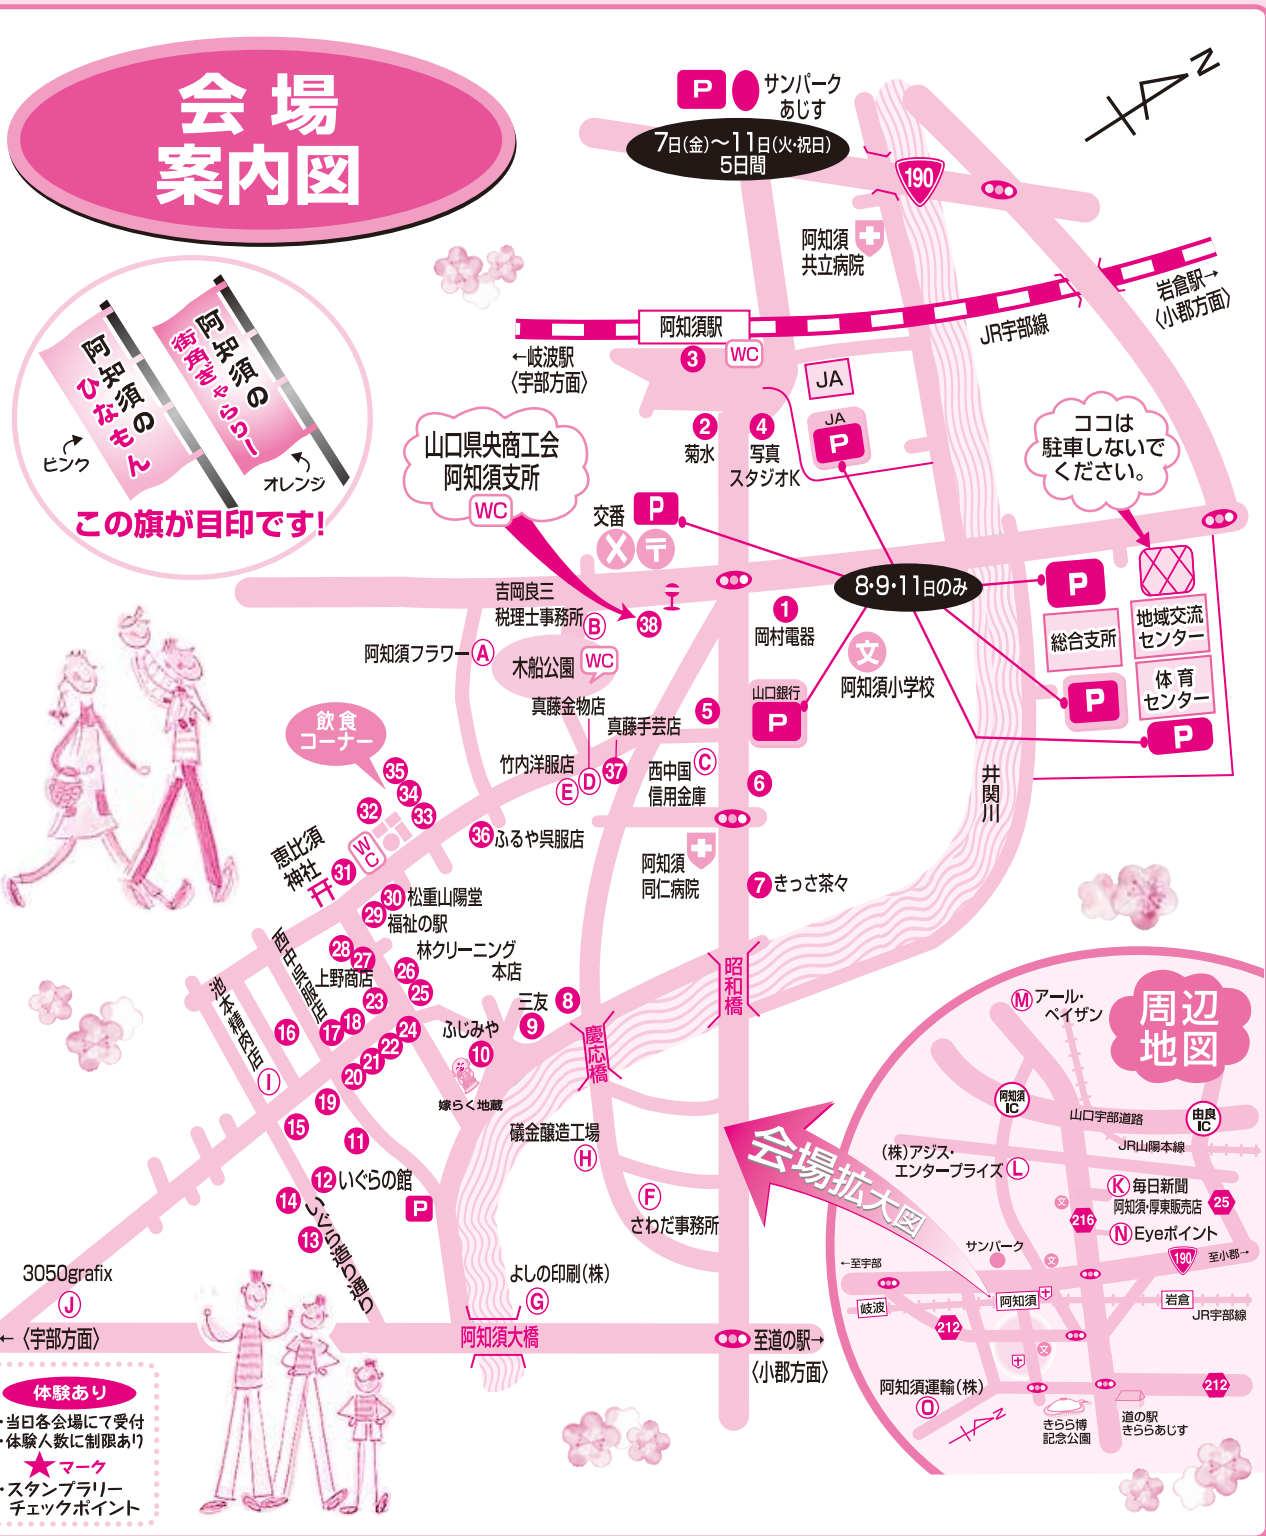 会場
案内図
P
サンパーク
あじす
7日(金)～11日(火・祝日)
5日間
190
N
阿知須
共立病院
岩倉駅→
〈小郡方面〉
JR宇部線
阿知須駅
←岐波駅
〈宇部方面〉
3
WC
JA
JA
P
阿知須の
ひなもん
阿知須の
街角ぎゃらりー
ピンク
オレンジ
この旗が目印です!
山口県央商工会
阿知須支所
WC
2
菊水
4
写真
スタジオK
ココは
駐車しないで
ください。
交番
P
8・9・11日のみ
P
総合支所
地域交流
センター
P
体育
センター
P
吉岡良三
税理士事務所
B
38
1
岡村電器
文
阿知須小学校
阿知須フラワー
A
木船公園
WC
山口銀行
P
真藤金物店
真藤手芸店
5
飲食
コーナー
竹内洋服店
E
D
37
西中国
信用金庫
C
6
井関川
35
34
33
32
36
ふるや呉服店
WC
恵比須
神社
31
阿知須
同仁病院
7
きっさ茶々
30
松重山陽堂
29
福祉の駅
28
27
上野商店
林クリーニング
本店
26
25
西中呉服店
池本精肉店
I
23
16
17
18
24
22
21
20
19
15
11
三友
8
9
ふじみや
10
嫁らく地蔵
昭和橋
慶応橋
礒金醸造工場
H
F
さわだ事務所
12
いぐらの館
P
14
13
いぐら造り通り
3050grafix
J
←〈宇部方面〉
よしの印刷(株)
G
阿知須大橋
至道の駅→
〈小郡方面〉
体験あり
・当日各会場にて受付
・体験人数に制限あり
★マーク
・スタンプラリー
チェックポイント
会場拡大図
周辺
地図
M
アール・
ペイザン
阿知須
IC
山口宇部道路
由良
IC
JR山陽本線
(株)アジス・
エンタープライズ
L
K
毎日新聞
阿知須・厚東販売店
25
文
216
N
Eyeポイント
サンパーク
文
190
至小郡→
←至宇部
岐波
阿知須
岩倉
JR宇部線
212
文
212
阿知須運輸(株)
O
N
きらら博
記念公園
道の駅
きららあじす